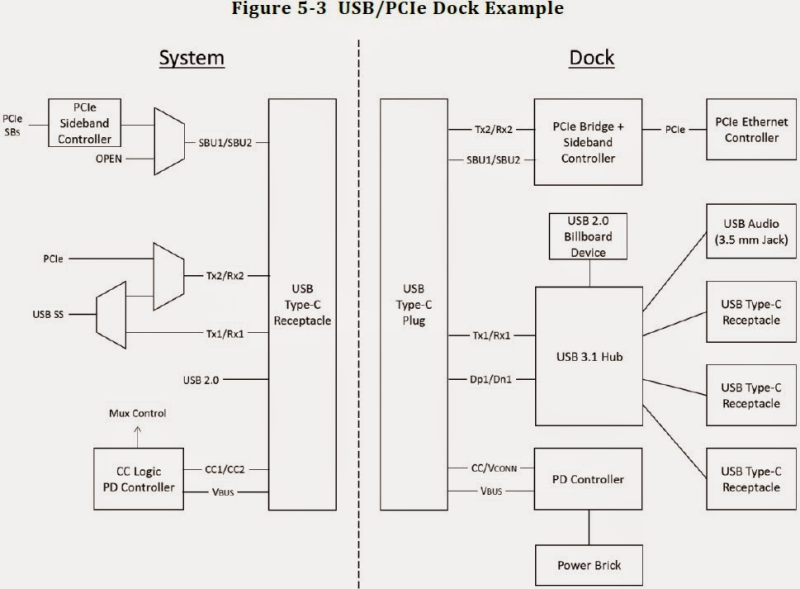 Figure 5-3 USB/PCIe Dock Example
System
Dock
PCIe
SBs
PCIe
Sideband
Controller
OPEN
SBU1/SBU2
PCIe
USB SS
Tx2/Rx2
Tx1/Rx1
USB 2.0
Mux Control
CC Logic
PD Controller
CC1/CC2
VBUS
USB
Type-C
Receptacle
USB
Type-C
Plug
Tx2/Rx2
SBU1/SBU2
PCIe Bridge +
Sideband
Controller
PCIe
PCIe Ethernet
Controller
USB 2.0
Billboard
Device
Tx1/Rx1
Dp1/Dn1
USB 3.1 Hub
USB Audio
(3.5 mm Jack)
USB Type-C
Receptacle
USB Type-C
Receptacle
USB Type-C
Receptacle
CC/VCONN
VBUS
PD Controller
Power Brick